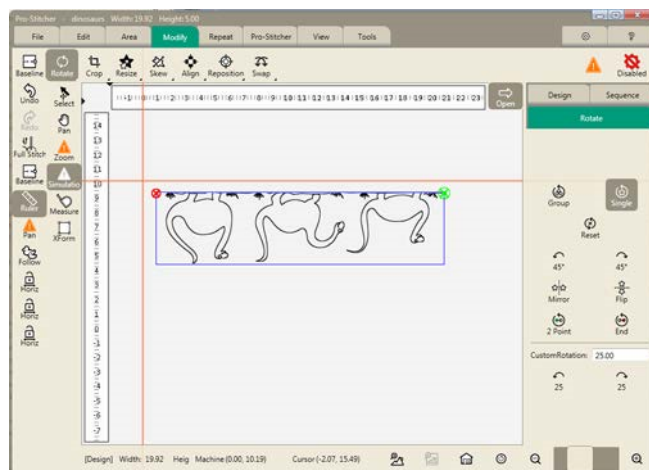 Pro-Stitcher - dinosaurs Width: 19.92 Height: 5.00
File Edit Area Modify Repeat Pro-Stitcher View Tools
Baseline Rotate Crop Resize Skew Align Reposition Swap Disabled
Undo Select
Redo Pan
Full Stitch Zoom
Baseline Simulatio
Ruler Measure
Pan XForm
Follow
Horiz
Horiz
Horiz
Open
Design Sequence
Rotate
Group Single
Reset
45° 45°
Mirror Flip
2 Point End
CustomRotation: 25.00
25 25
[Design] Width: 19.92 Heig Machine (0.00, 10.19) Cursor (-2.07, 15.49)